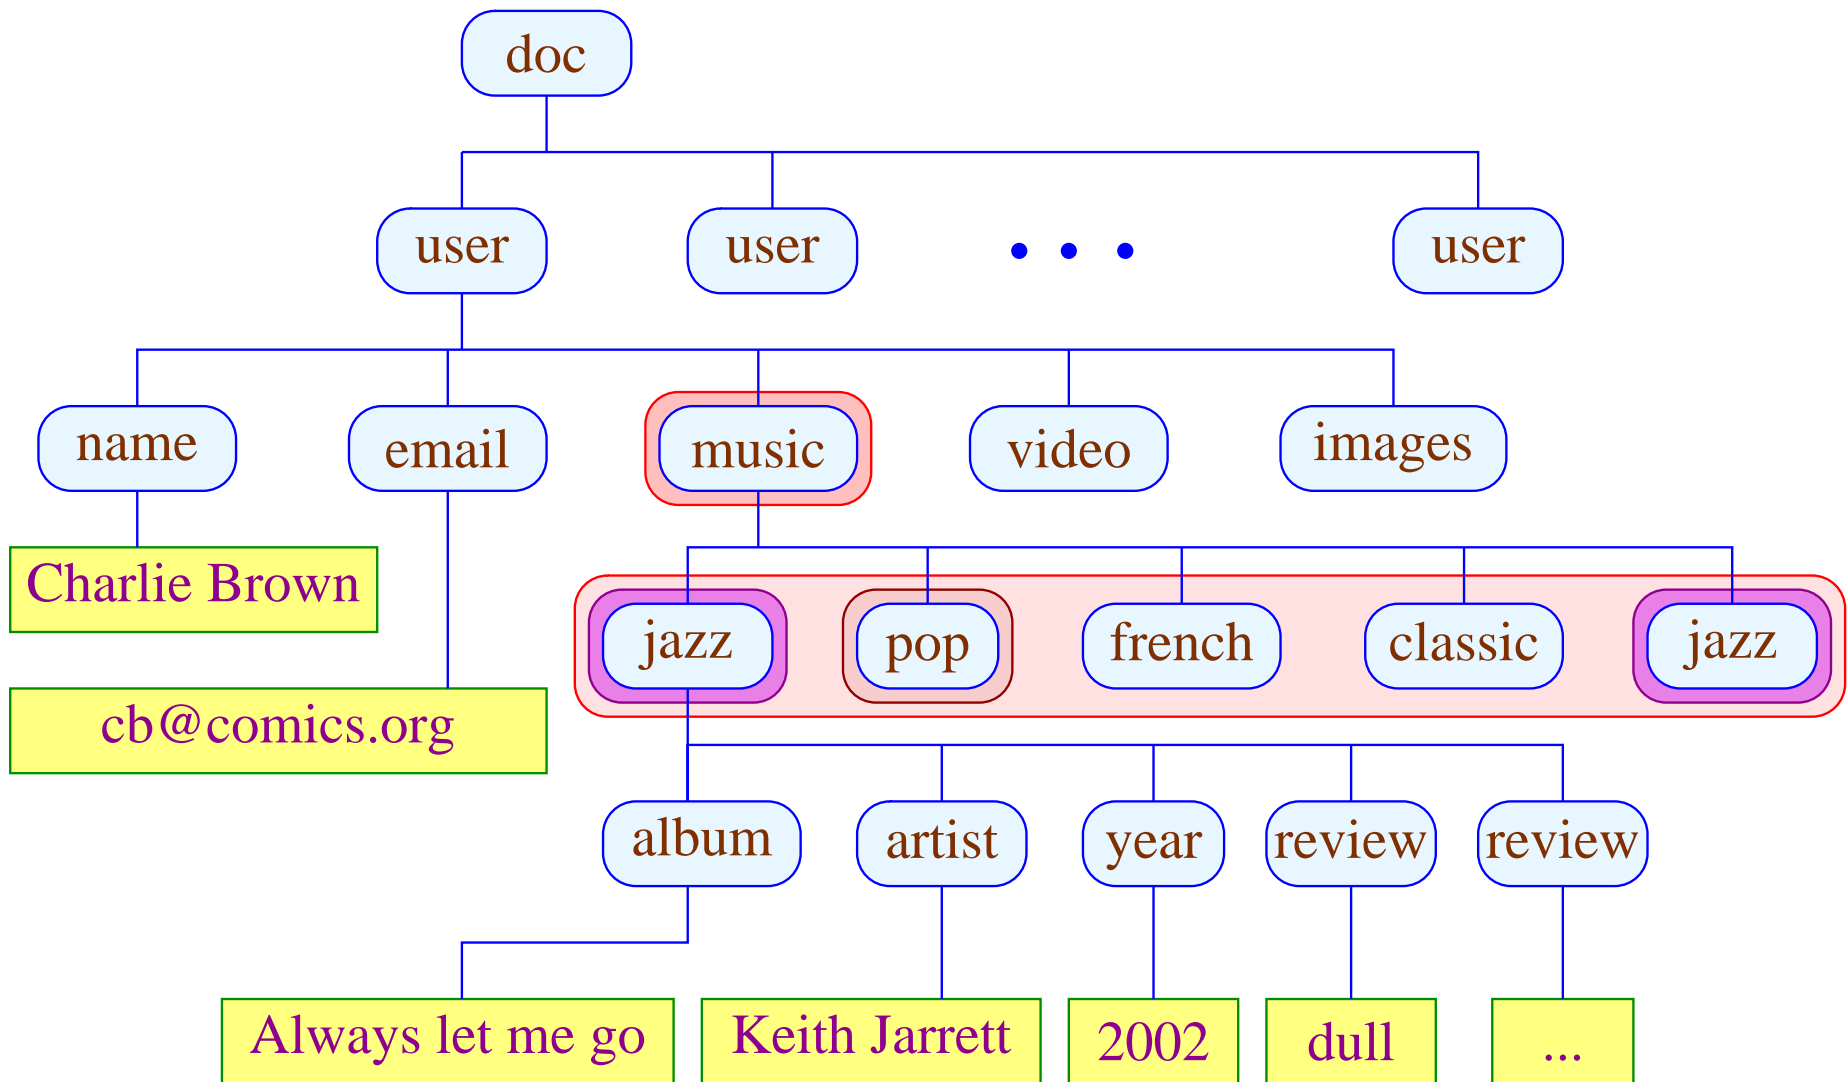 doc
user user • • • user
name email music video images
Charlie Brown
jazz pop french classic jazz
cb@comics.org
album artist year review review
Always let me go Keith Jarrett 2002 dull ...